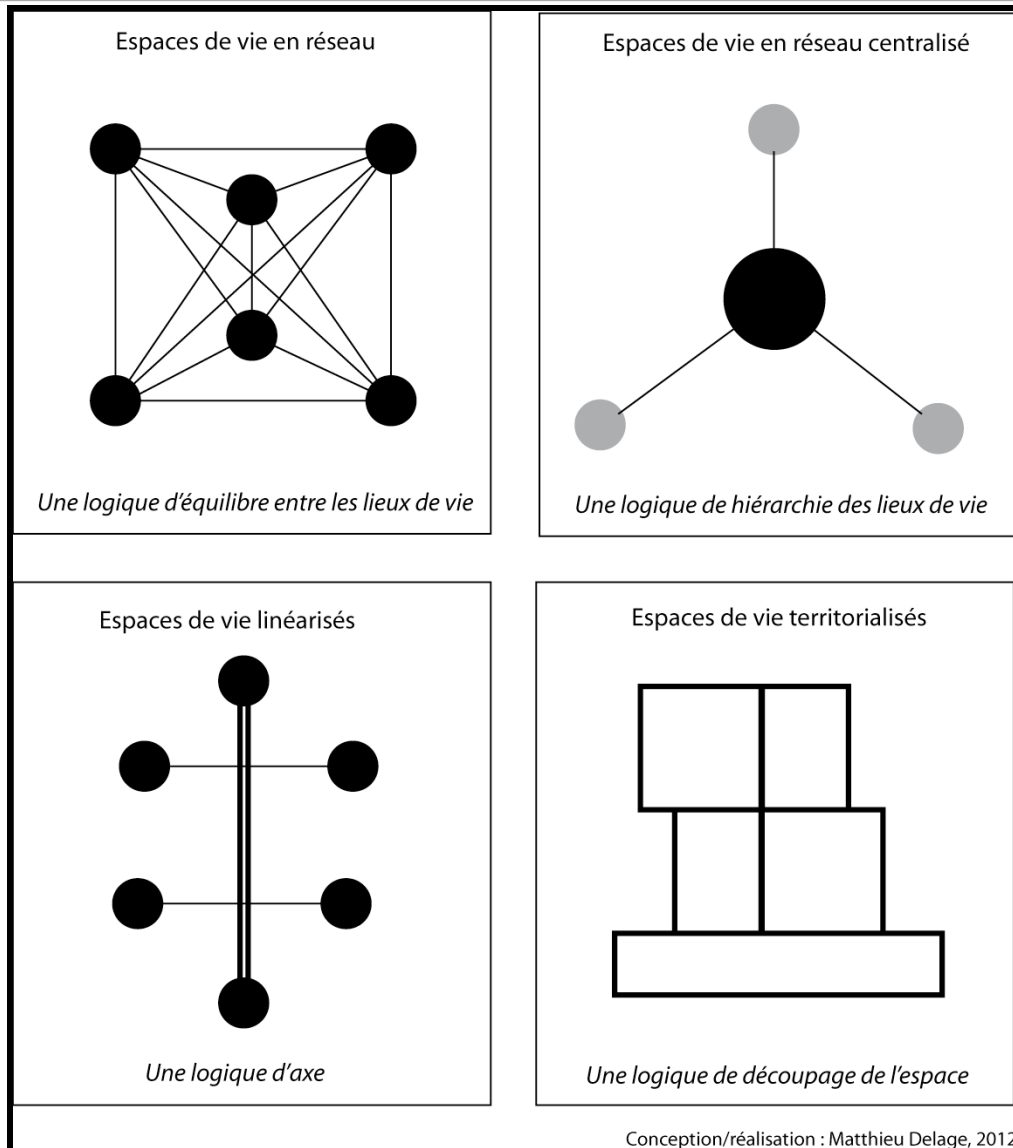 Espaces de vie en réseau
Une logique d'équilibre entre les lieux de vie
Espaces de vie en réseau centralisé
Une logique de hiérarchie des lieux de vie
Espaces de vie linéarisés
Une logique d'axe
Espaces de vie territorialisés
Une logique de découpage de l'espace
Conception/réalisation : Matthieu Delage, 2012